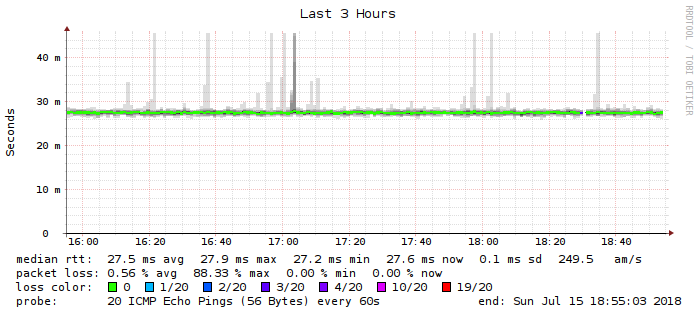 Last 3 Hours
RRDTOOL / TOBI OETIKER
Seconds
40 m
30 m
20 m
10 m
0
16:00 16:20 16:40 17:00 17:20 17:40 18:00 18:20 18:40
median rtt: 27.5 ms avg 27.9 ms max 27.2 ms min 27.6 ms now 0.1 ms sd 249.5 am/s
packet loss: 0.56 % avg 88.33 % max 0.00 % min 0.00 % now
loss color: 0 1/20 2/20 3/20 4/20 10/20 19/20
probe: 20 ICMP Echo Pings (56 Bytes) every 60s end: Sun Jul 15 18:55:03 2018